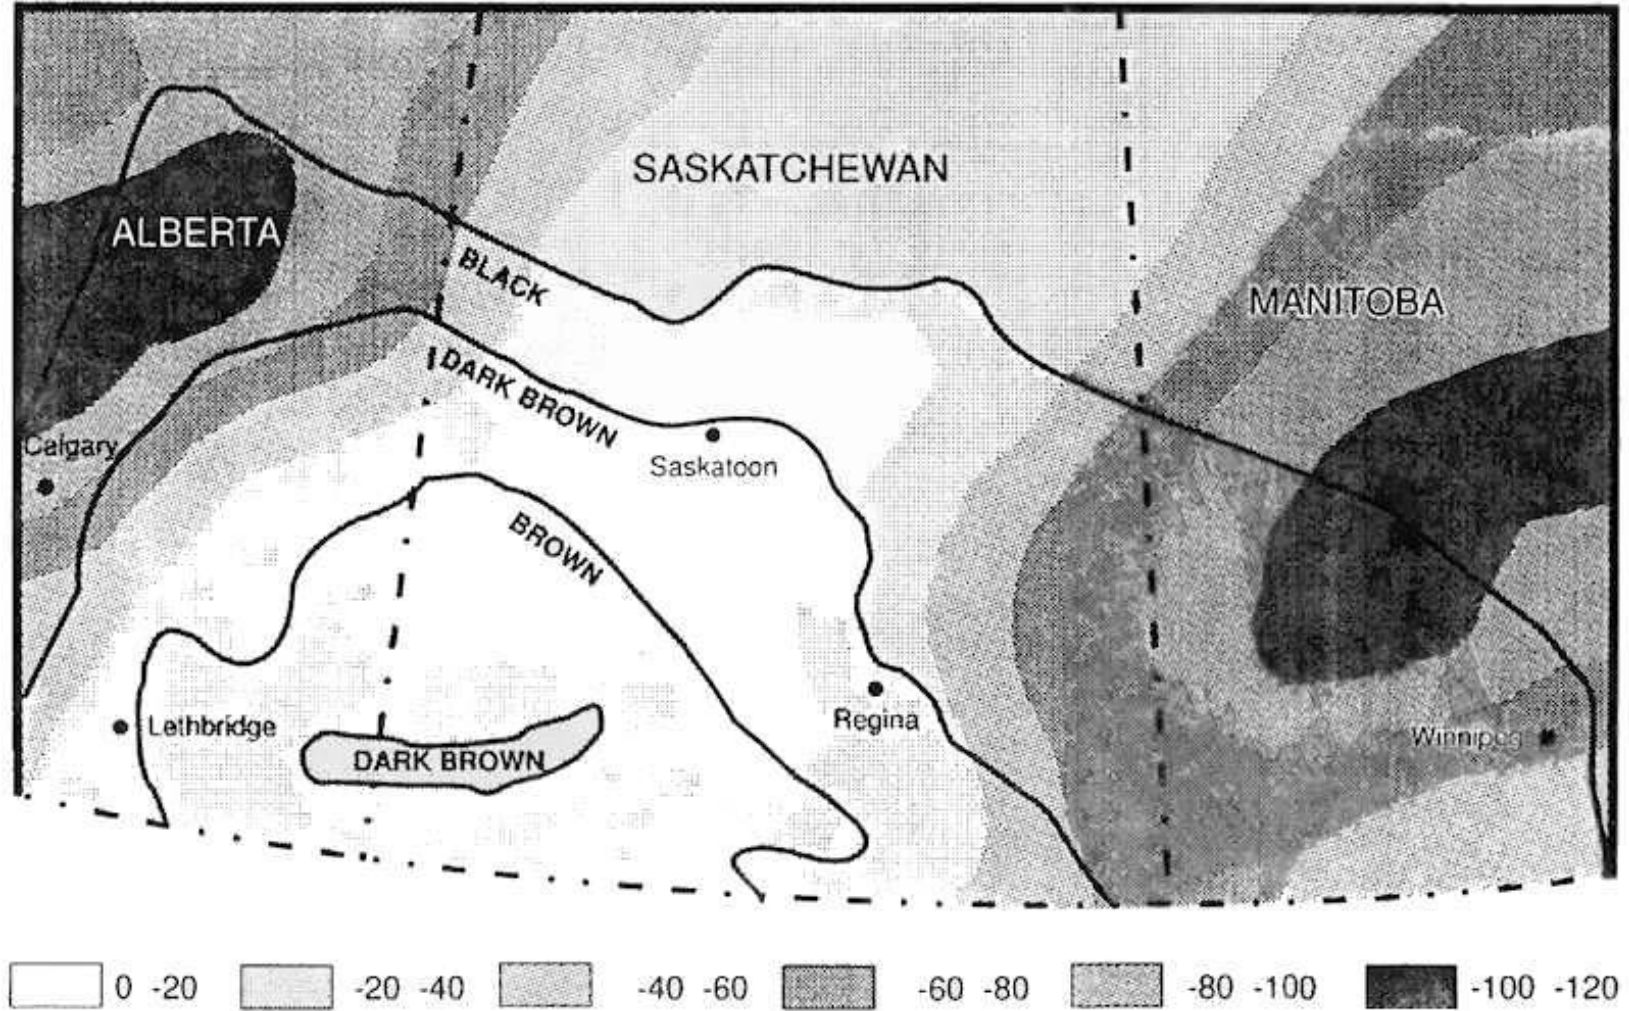 SASKATCHEWAN
ALBERTA
BLACK
MANITOBA
DARK BROWN
Calgary
Saskatoon
BROWN
Lethbridge
Regina
DARK BROWN
Winnipeg
0 -20 -20 -40 -40 -60 -60 -80 -80 -100 -100 -120